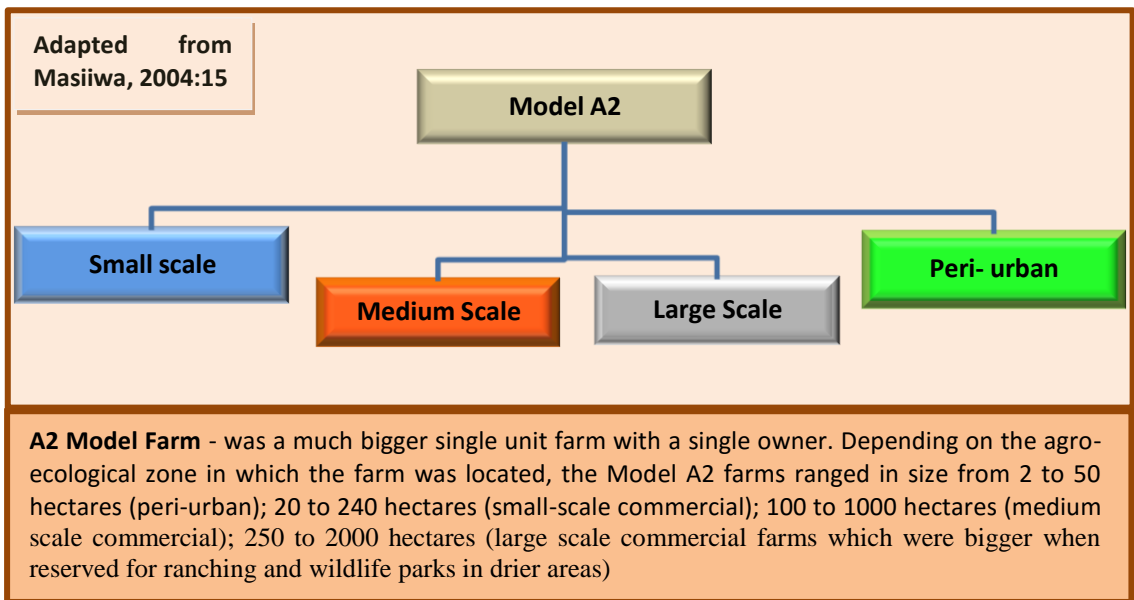 Adapted from
Masiiwa, 2004:15
Model A2
Small scale
Medium Scale
Large Scale
Peri- urban
A2 Model Farm - was a much bigger single unit farm with a single owner. Depending on the agro-
ecological zone in which the farm was located, the Model A2 farms ranged in size from 2 to 50
hectares (peri-urban); 20 to 240 hectares (small-scale commercial); 100 to 1000 hectares (medium
scale commercial); 250 to 2000 hectares (large scale commercial farms which were bigger when
reserved for ranching and wildlife parks in drier areas)